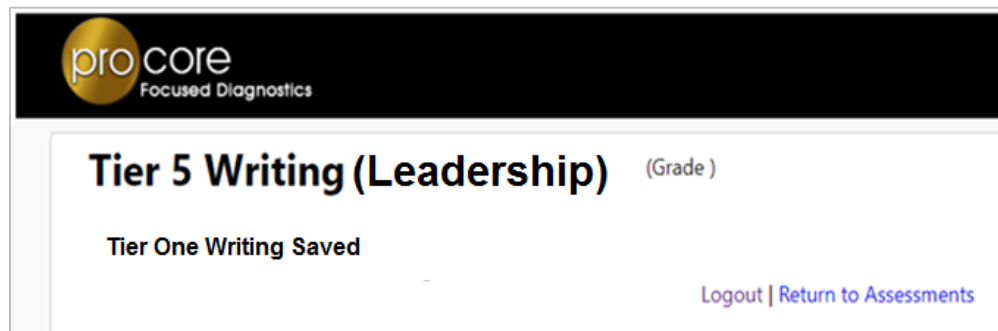 pro core
Focused Diagnostics
Tier 5 Writing (Leadership) (Grade )
Tier One Writing Saved
Logout | Return to Assessments